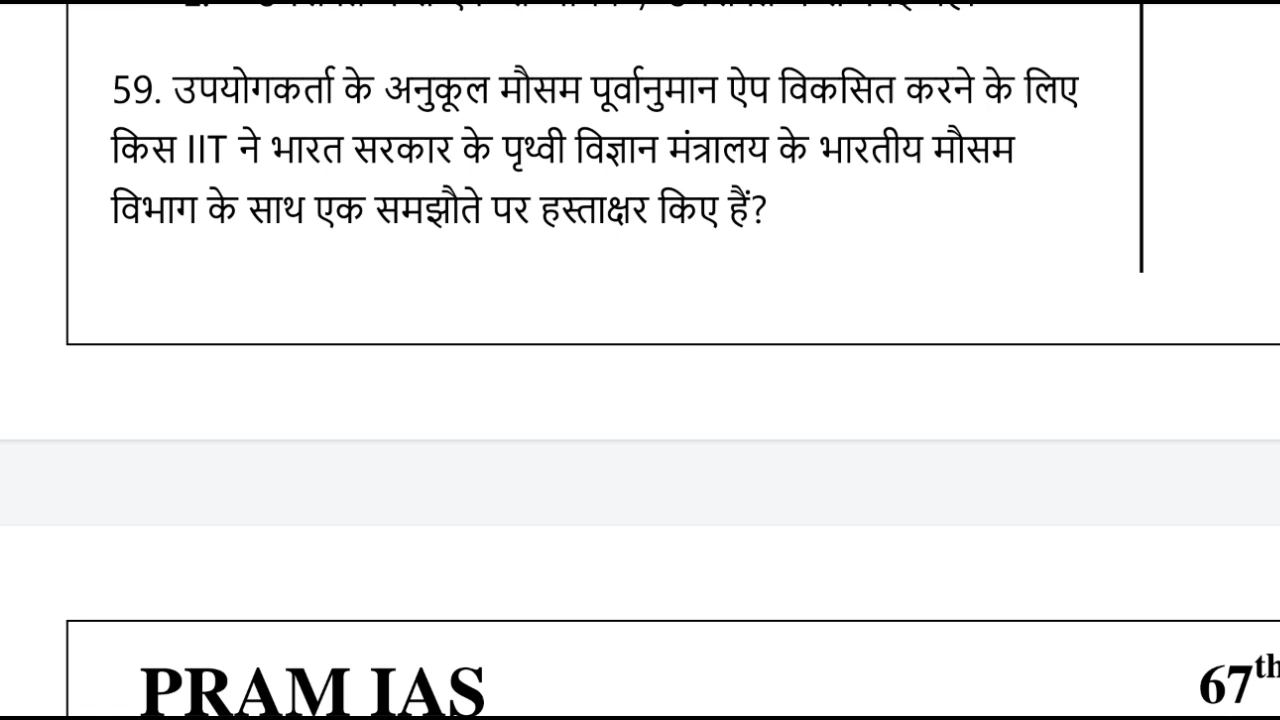 59. उपयोगकर्ता के अनुकूल मौसम पूर्वानुमान ऐप विकसित करने के लिए
किस IIT ने भारत सरकार के पृथ्वी विज्ञान मंत्रालय के भारतीय मौसम
विभाग के साथ एक समझौते पर हस्ताक्षर किए हैं?
PRAM IAS
67th